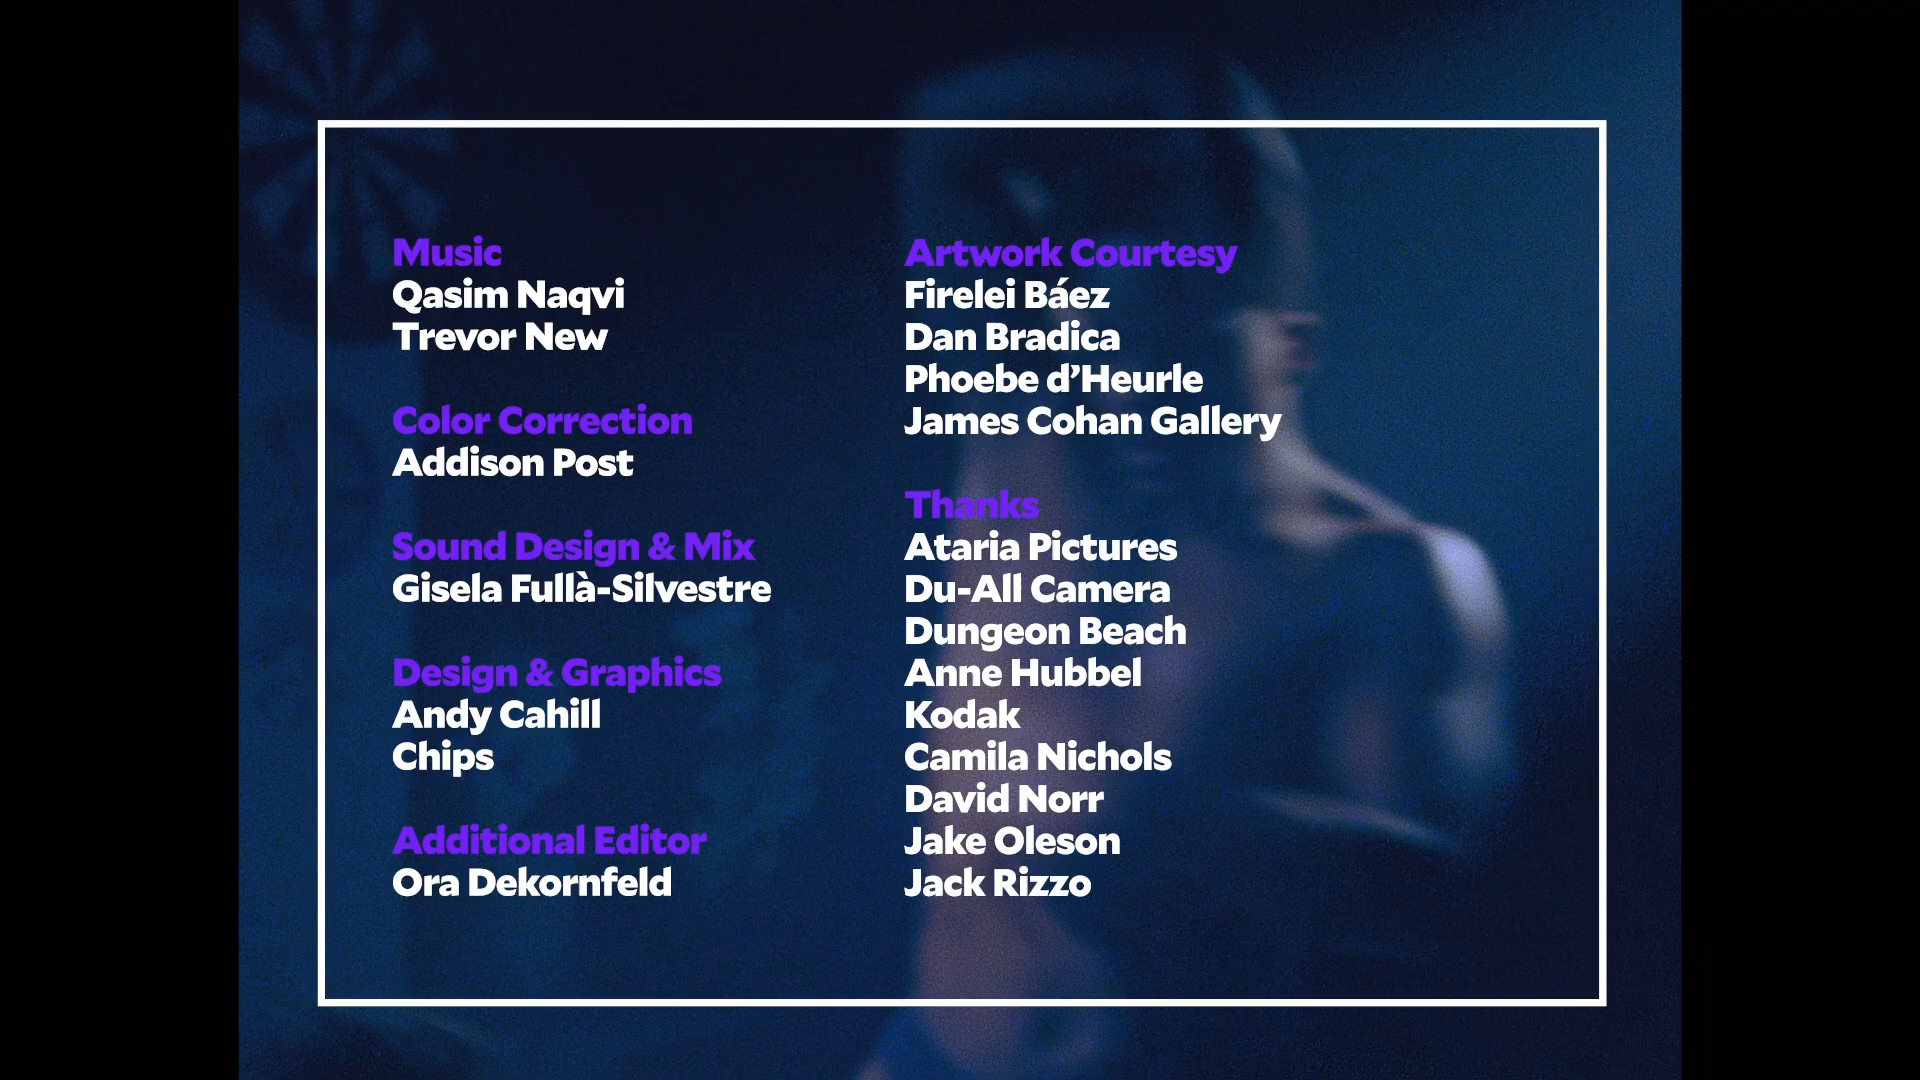 Music
Qasim Naqvi
Trevor New
Color Correction
Addison Post
Sound Design & Mix
Gisela Fullà-Silvestre
Design & Graphics
Andy Cahill
Chips
Additional Editor
Ora Dekornfeld
Artwork Courtesy
Firelei Báez
Dan Bradica
Phoebe d’Heurle
James Cohan Gallery
Thanks
Ataria Pictures
Du-All Camera
Dungeon Beach
Anne Hubbel
Kodak
Camila Nichols
David Norr
Jake Oleson
Jack Rizzo